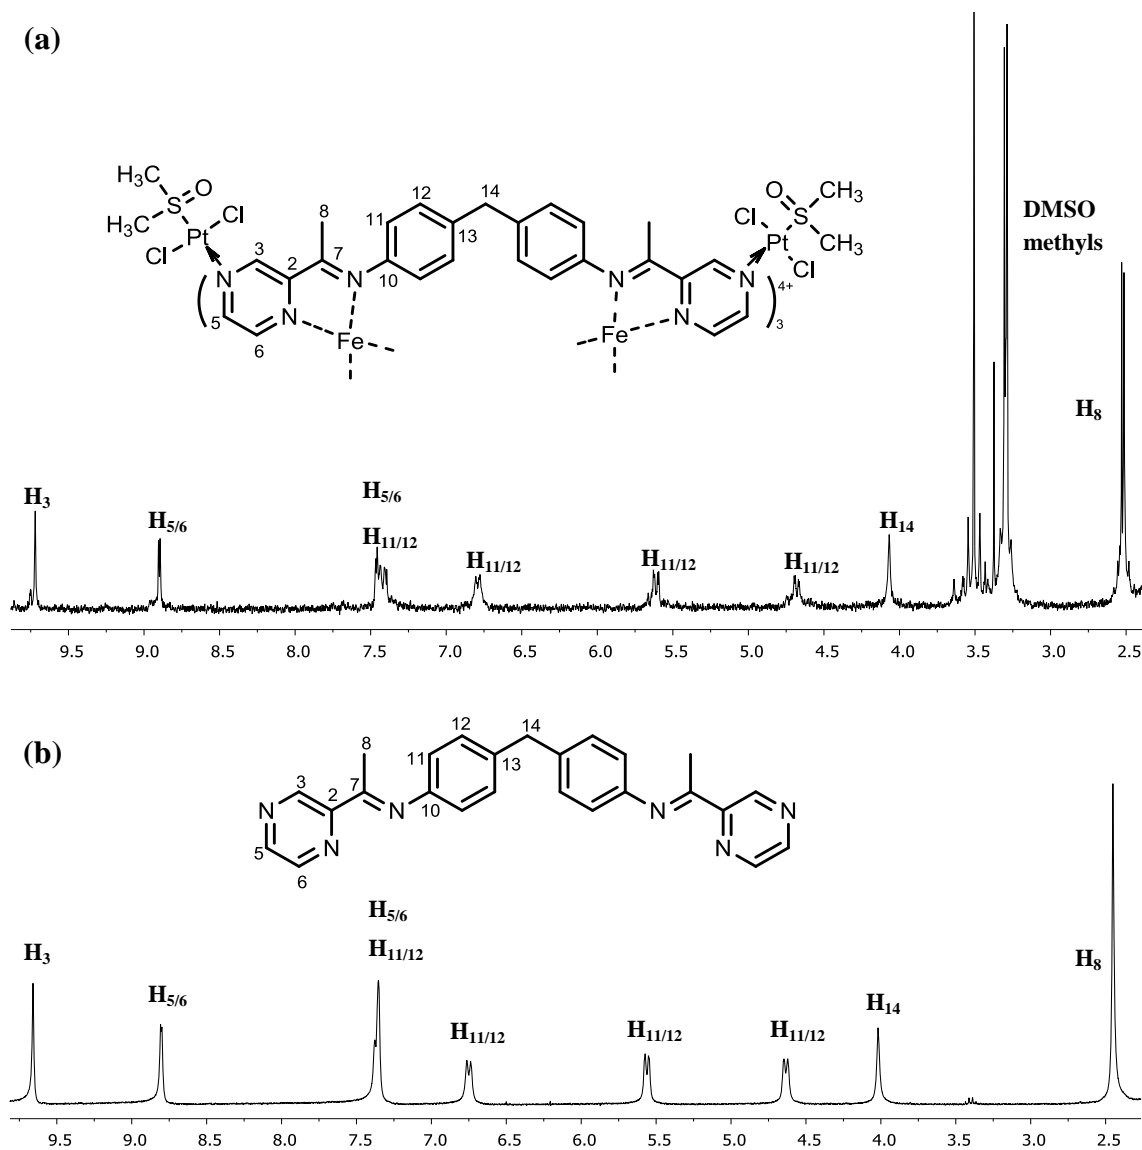 (a)
H₃C
O
S
H₃C
Cl
Pt
Cl
N
3
2
5
6
N
8
7
N
Fe
10
11
12
13
14
N
Fe
N
N
4+
3
O
CH₃
S
CH₃
Cl
Pt
Cl
DMSO
methyls
H₈
H₃
H₅/₆
H₅/₆
H₁₁/₁₂
H₁₁/₁₂
H₁₁/₁₂
H₁₁/₁₂
H₁₄
9.5 9.0 8.5 8.0 7.5 7.0 6.5 6.0 5.5 5.0 4.5 4.0 3.5 3.0 2.5
(b)
N
3
2
5
6
N
8
7
N
10
11
12
13
14
N
N
N
H₃
H₅/₆
H₅/₆
H₁₁/₁₂
H₁₁/₁₂
H₁₁/₁₂
H₁₁/₁₂
H₁₄
H₈
9.5 9.0 8.5 8.0 7.5 7.0 6.5 6.0 5.5 5.0 4.5 4.0 3.5 3.0 2.5